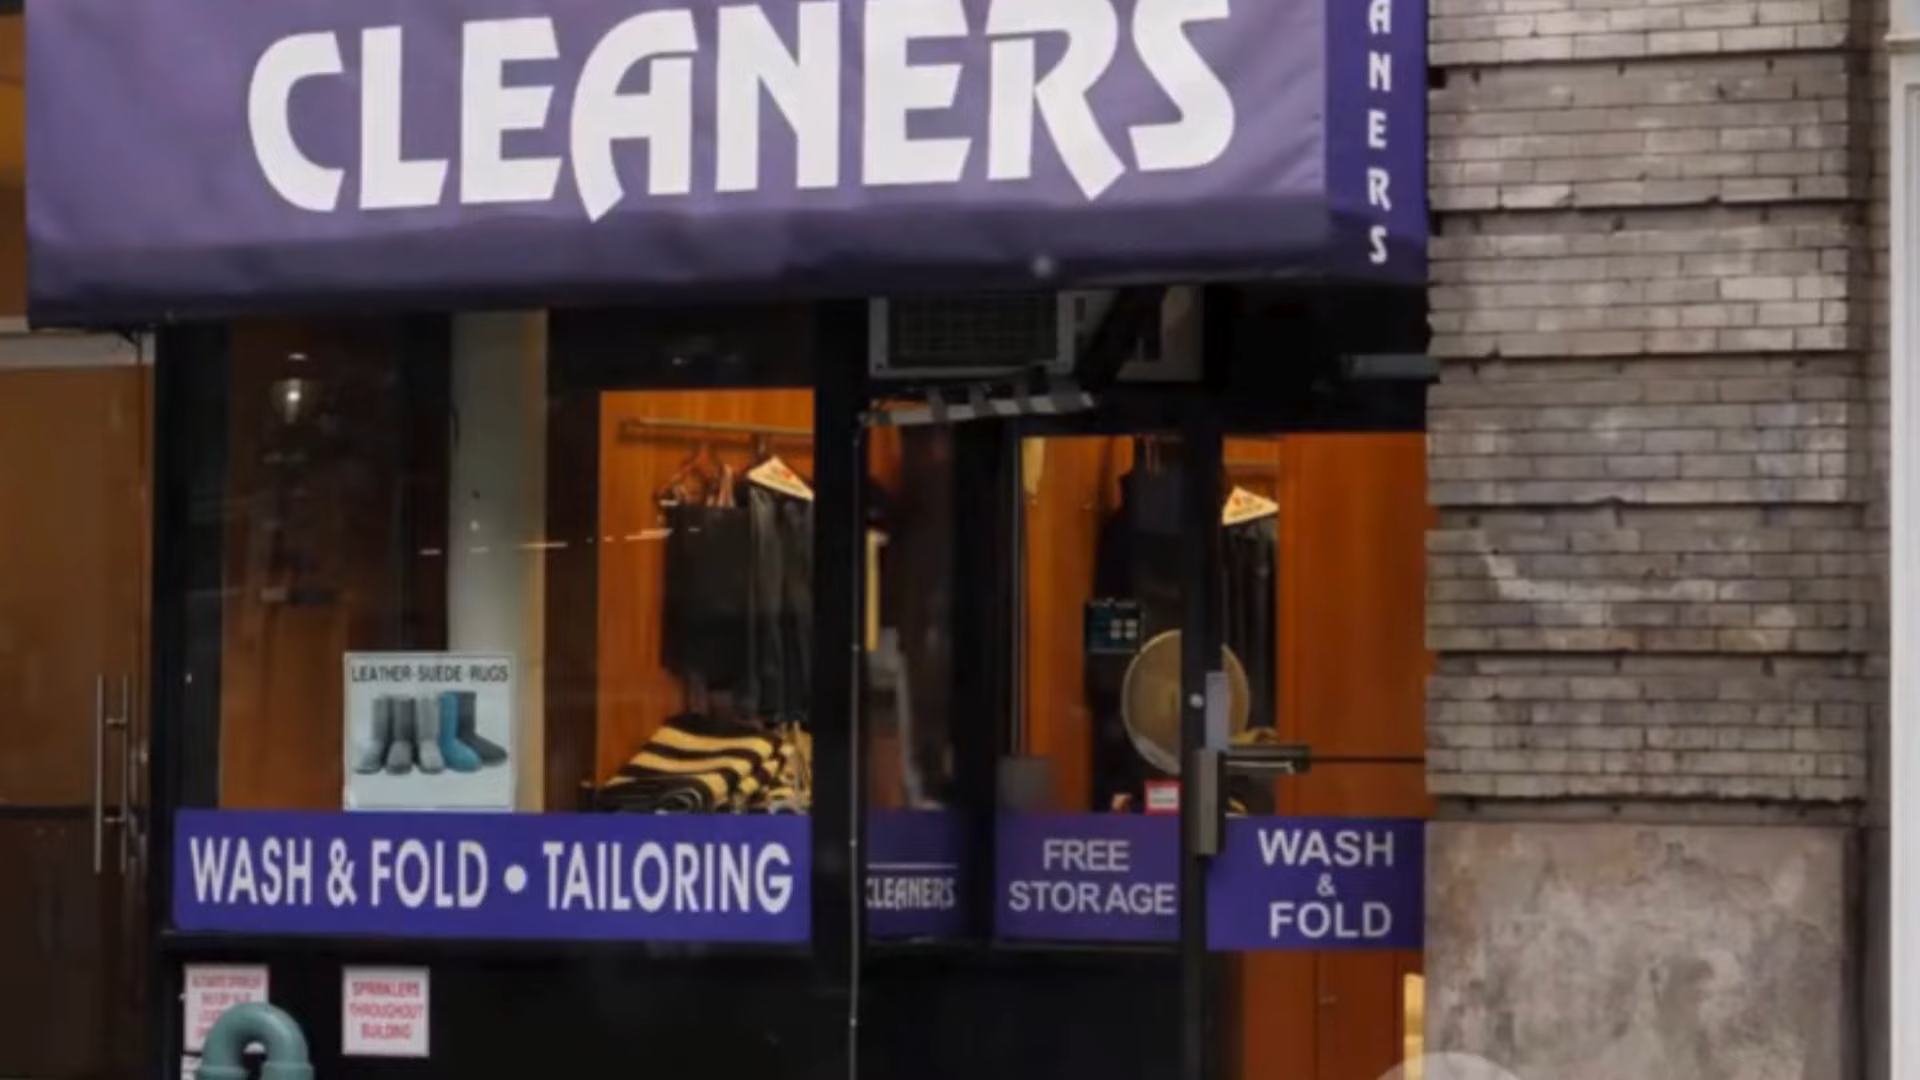 CLEANERS
ANERS
LEATHER-SUEDE-RUGS
WASH & FOLD • TAILORING
CLEANERS
FREE
STORAGE
WASH
&
FOLD
SPRINKLERS
THROUGHOUT
BUILDING